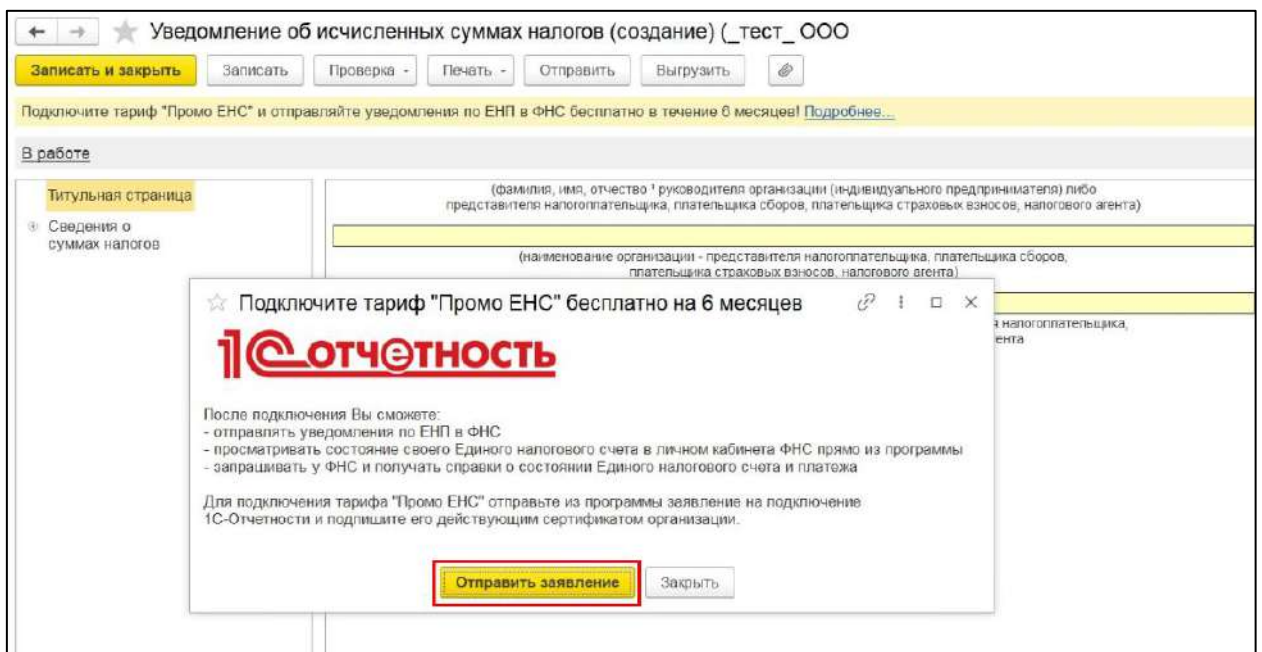 Уведомление об исчисленных суммах налогов (создание) (_тест_ ООО
Записать и закрыть Записать Проверка Печать Отправить Выгрузить
Подключите тариф "Промо ЕНС" и отправляйте уведомления по ЕНП в ФНС бесплатно в течение 6 месяцев! Подробнее...
В работе
Титульная страница
Сведения о
суммах налогов
(фамилия, имя, отчество ¹ руководителя организации (индивидуального предпринимателя) либо
представителя налогоплательщика, плательщика сборов, плательщика страховых взносов, налогового агента)
(наименование организации - представителя налогоплательщика, плательщика сборов,
плательщика страховых взносов, налогового агента)
налогоплательщика,
Подключите тариф "Промо ЕНС" бесплатно на 6 месяцев
1С отчетность
После подключения Вы сможете:
- отправлять уведомления по ЕНП в ФНС
- просматривать состояние своего Единого налогового счета в личном кабинета ФНС прямо из программы
- запрашивать у ФНС и получать справки о состоянии Единого налогового счета и платежа
Для подключения тарифа "Промо ЕНС" отправьте из программы заявление на подключение
1С-Отчетности и подпишите его действующим сертификатом организации.
Отправить заявление Закрыть